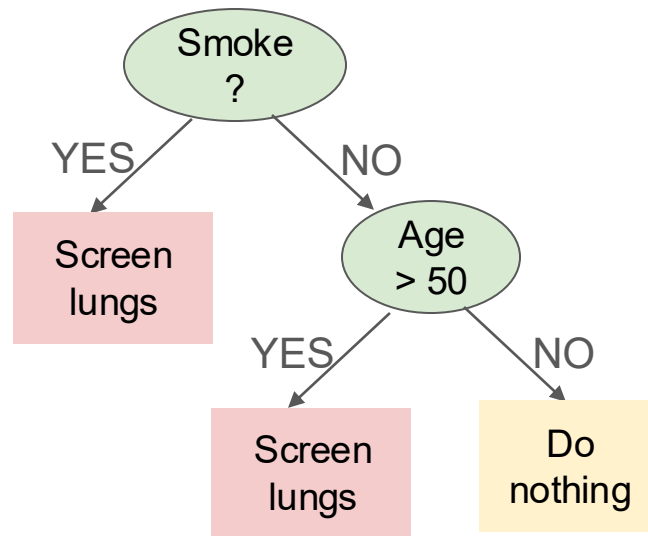 Smoke
?
YES
NO
Screen
lungs
Age
> 50
YES
NO
Screen
lungs
Do
nothing